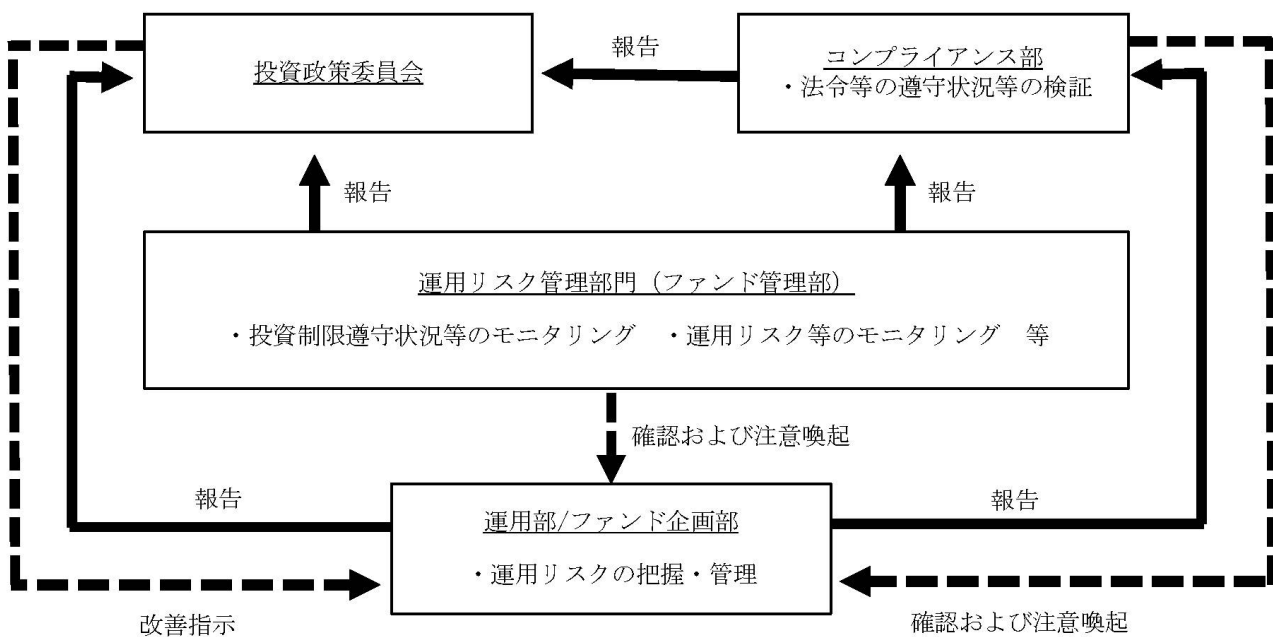 投資政策委員会
報告
コンプライアンス部
・法令等の遵守状況等の検証
報告
報告
運用リスク管理部門（ファンド管理部）
・投資制限遵守状況等のモニタリング　・運用リスク等のモニタリング　等
確認および注意喚起
報告
運用部/ファンド企画部
・運用リスクの把握・管理
報告
改善指示
確認および注意喚起